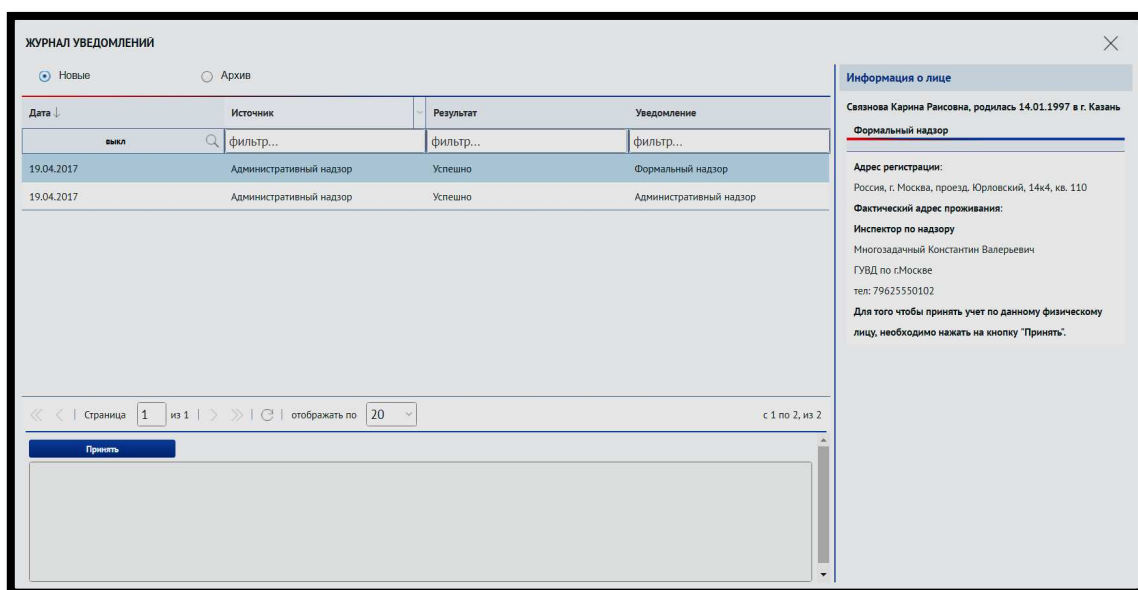 ЖУРНАЛ УВЕДОМЛЕНИЙ
Новые Архив
Дата Источник Результат Уведомление
выкл фильтр... фильтр... фильтр...
19.04.2017 Административный надзор Успешно Формальный надзор
19.04.2017 Административный надзор Успешно Административный надзор
Страница 1 из 1 отображать по 20 с 1 по 2, из 2
Принять
Информация о лице
Связнова Карина Раисовна, родилась 14.01.1997 в г. Казань
Формальный надзор
Адрес регистрации:
Россия, г. Москва, проезд. Юрловский, 14к4, кв. 110
Фактический адрес проживания:
Инспектор по надзору
Многозадачный Константин Валерьевич
ГУВД по г.Москве
тел: 79625550102
Для того чтобы принять учет по данному физическому
лицу, необходимо нажать на кнопку "Принять".